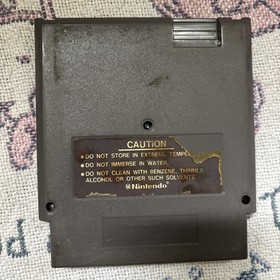 CAUTION
• DO NOT STORE IN EXTREME TEMPE
• DO NOT IMMERSE IN WATER.
• DO NOT CLEAN WITH BENZENE, THINNER,
ALCOHOL OR OTHER SUCH SOLVENTS.
Nintendo